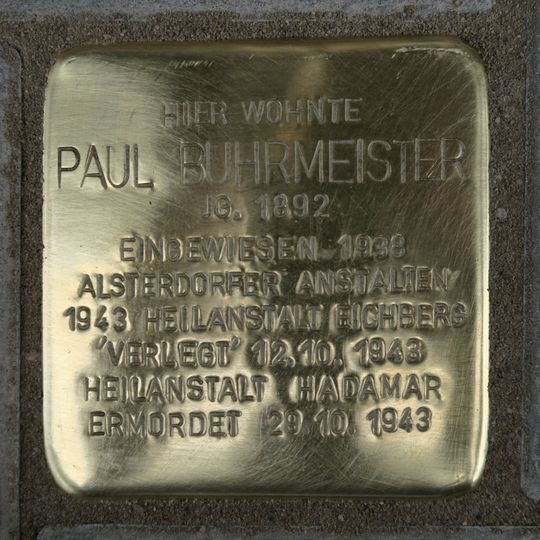 HIER WOHNTE
PAUL BUHRMEISTER
JG. 1892
EINGEWIESEN 1938
ALSTERDORFER ANSTALTEN
1943 HEILANSTALT EICHBERG
'VERLEGT' 12.10. 1943
HEILANSTALT HADAMAR
ERMORDET 29.10. 1943